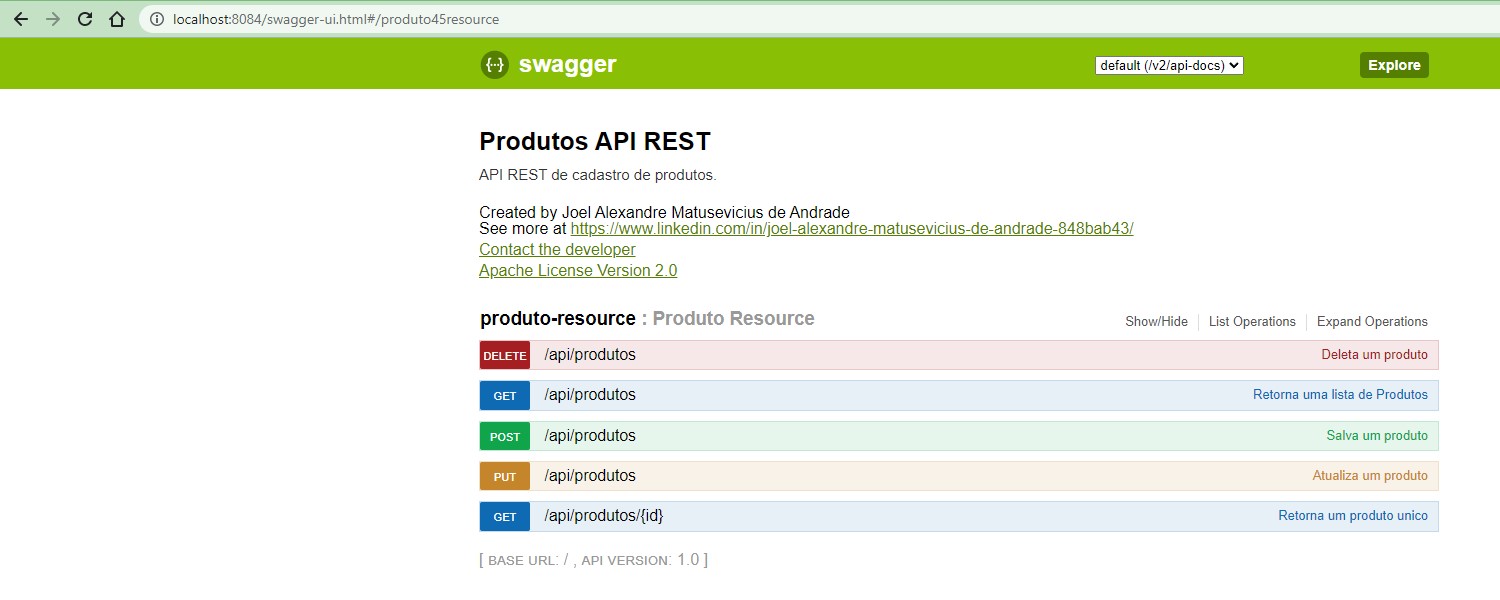 localhost:8084/swagger-ui.html#/produto45resource
{···} swagger
default (/v2/api-docs)
Explore
Produtos API REST
API REST de cadastro de produtos.
Created by Joel Alexandre Matusevicius de Andrade
See more at https://www.linkedin.com/in/joel-alexandre-matusevicius-de-andrade-848bab43/
Contact the developer
Apache License Version 2.0
produto-resource : Produto Resource
Show/Hide
List Operations
Expand Operations
DELETE /api/produtos Deleta um produto
GET /api/produtos Retorna uma lista de Produtos
POST /api/produtos Salva um produto
PUT /api/produtos Atualiza um produto
GET /api/produtos/{id} Retorna um produto unico
[ BASE URL: / , API VERSION: 1.0 ]